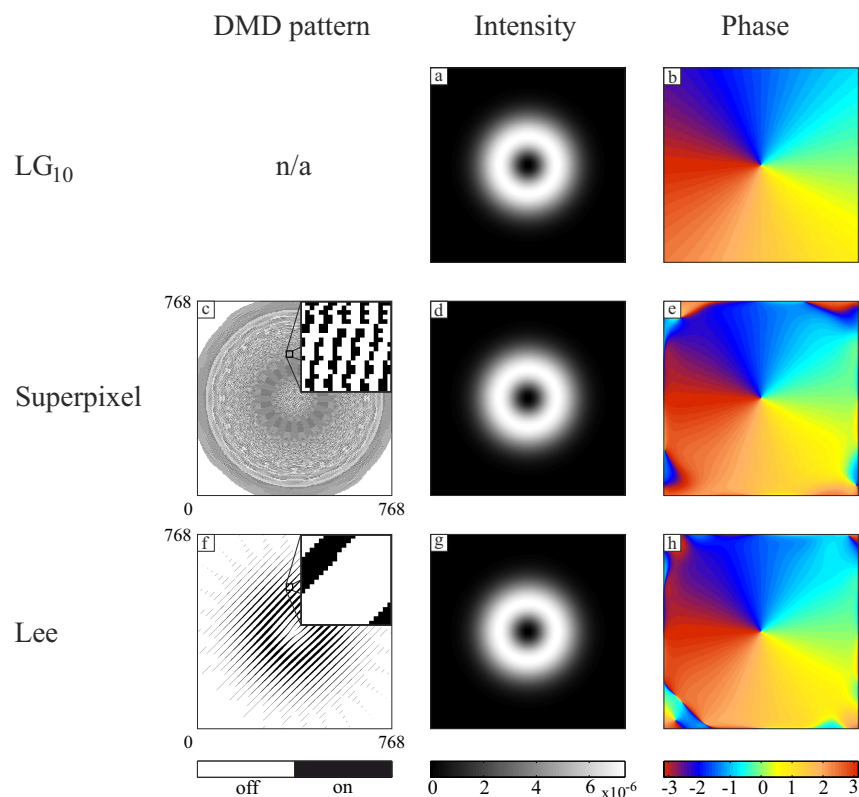 DMD pattern Intensity Phase
a b
LG10 n/a
768 c d e
Superpixel
0 768
768 f g h
Lee
0 768
off on 0 2 4 6 x10-6 -3 -2 -1 0 1 2 3